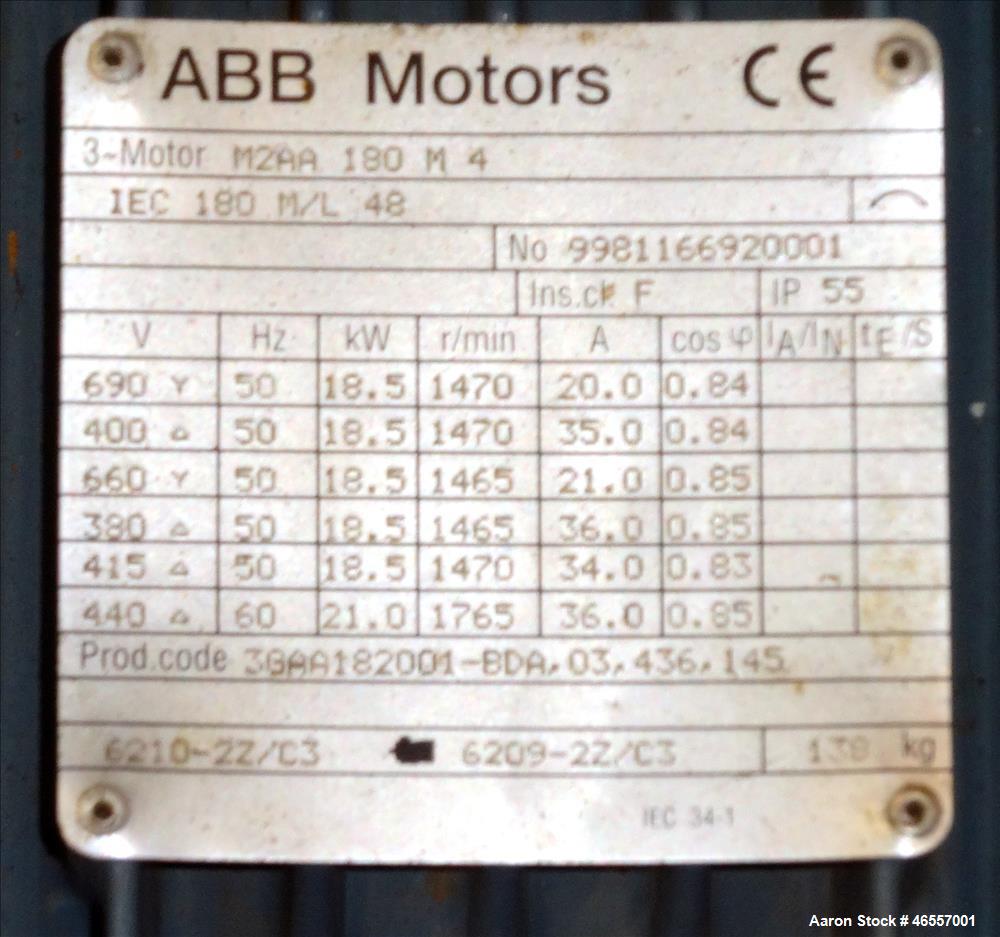 ABB Motors CE
3~Motor M2AA 180 M 4
IEC 180 M/L 48
No 9981166920001
Ins.cl. F IP 55
V Hz kW r/min A cos φ IA/IN tE/S
690 Y 50 18.5 1470 20.0 0.84
400 Δ 50 18.5 1470 35.0 0.84
660 Y 50 18.5 1465 21.0 0.85
380 Δ 50 18.5 1465 36.0 0.85
415 Δ 50 18.5 1470 34.0 0.83
440 Δ 60 21.0 1765 36.0 0.85
Prod.code 3GAA182001-BDA,03,436,145
6210-2Z/C3 6209-2Z/C3 kg
IEC 34-1
Aaron Stock # 46557001